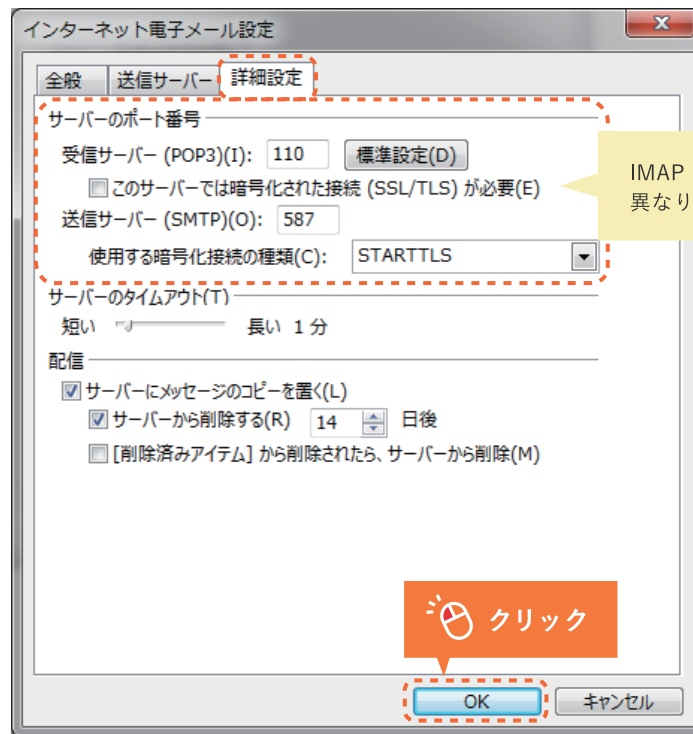 インターネット電子メール設定
全般 送信サーバー 詳細設定
サーバーのポート番号
受信サーバー (POP3)(I): 110 標準設定(D)
このサーバーでは暗号化された接続 (SSL/TLS) が必要(E)
IMAP
異なり
送信サーバー (SMTP)(O): 587
使用する暗号化接続の種類(C): STARTTLS
サーバーのタイムアウト(T)
短い 長い 1 分
配信
サーバーにメッセージのコピーを置く(L)
サーバーから削除する(R) 14 日後
[削除済みアイテム] から削除されたら、サーバーから削除(M)
クリック
OK キャンセル